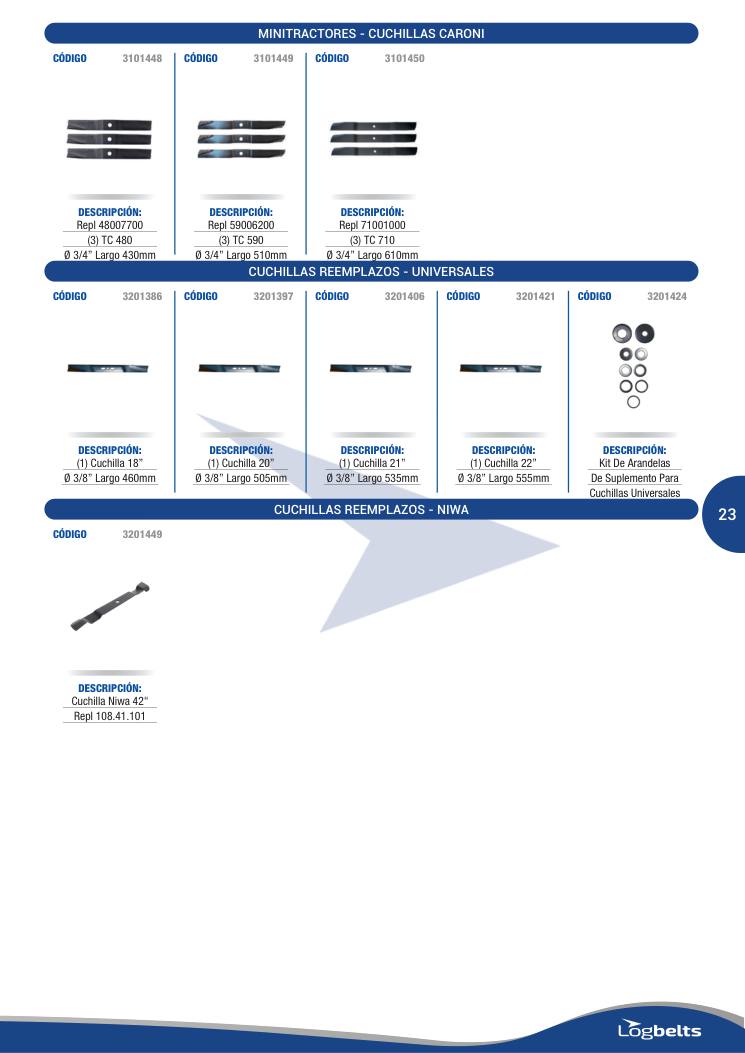 MINITRACTORES - CUCHILLAS CARONI
CÓDIGO 3101448
DESCRIPCIÓN:
Repl 48007700
(3) TC 480
Ø 3/4” Largo 430mm
CÓDIGO 3101449
DESCRIPCIÓN:
Repl 59006200
(3) TC 590
Ø 3/4” Largo 510mm
CÓDIGO 3101450
DESCRIPCIÓN:
Repl 71001000
(3) TC 710
Ø 3/4” Largo 610mm
CUCHILLAS REEMPLAZOS - UNIVERSALES
CÓDIGO 3201386
DESCRIPCIÓN:
(1) Cuchilla 18”
Ø 3/8” Largo 460mm
CÓDIGO 3201397
DESCRIPCIÓN:
(1) Cuchilla 20”
Ø 3/8” Largo 505mm
CÓDIGO 3201406
DESCRIPCIÓN:
(1) Cuchilla 21”
Ø 3/8” Largo 535mm
CÓDIGO 3201421
DESCRIPCIÓN:
(1) Cuchilla 22”
Ø 3/8” Largo 555mm
CÓDIGO 3201424
DESCRIPCIÓN:
Kit De Arandelas
De Suplemento Para
Cuchillas Universales
CUCHILLAS REEMPLAZOS - NIWA
23
CÓDIGO 3201449
DESCRIPCIÓN:
Cuchilla Niwa 42"
Repl 108.41.101
Logbelts